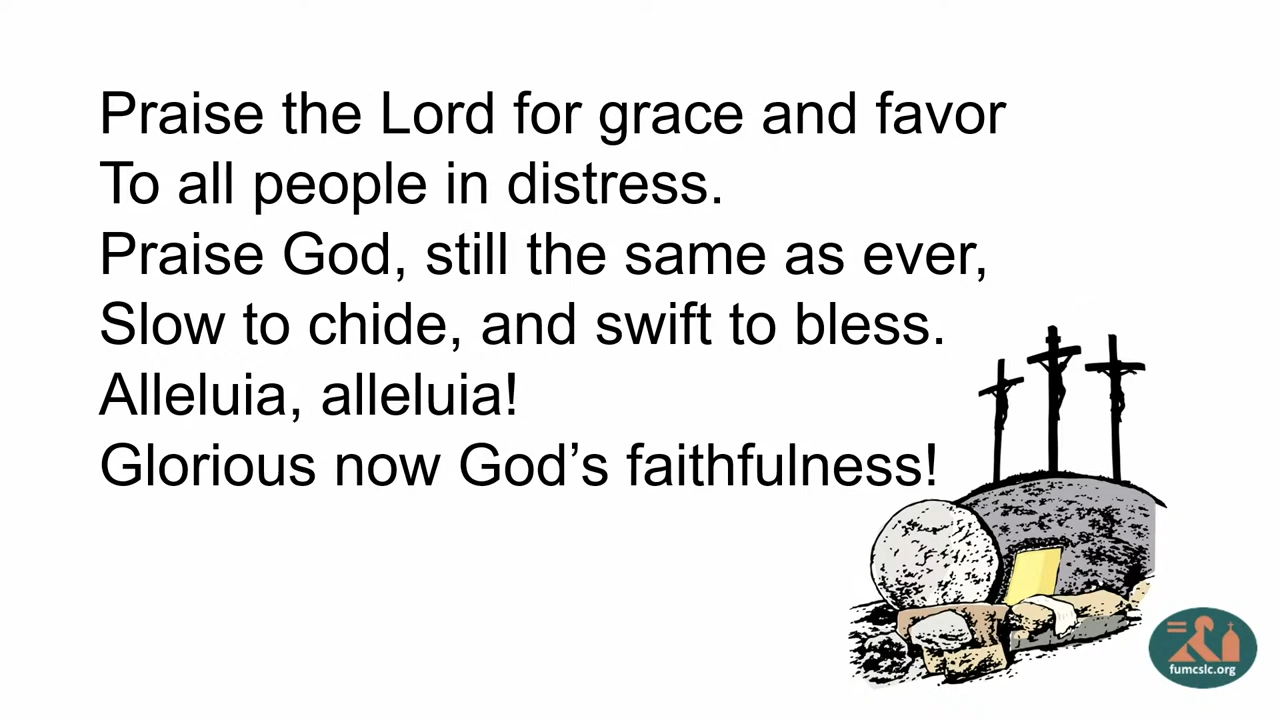 Praise the Lord for grace and favor
To all people in distress.
Praise God, still the same as ever,
Slow to chide, and swift to bless.
Alleluia, alleluia!
Glorious now God’s faithfulness!
fumcslc.org